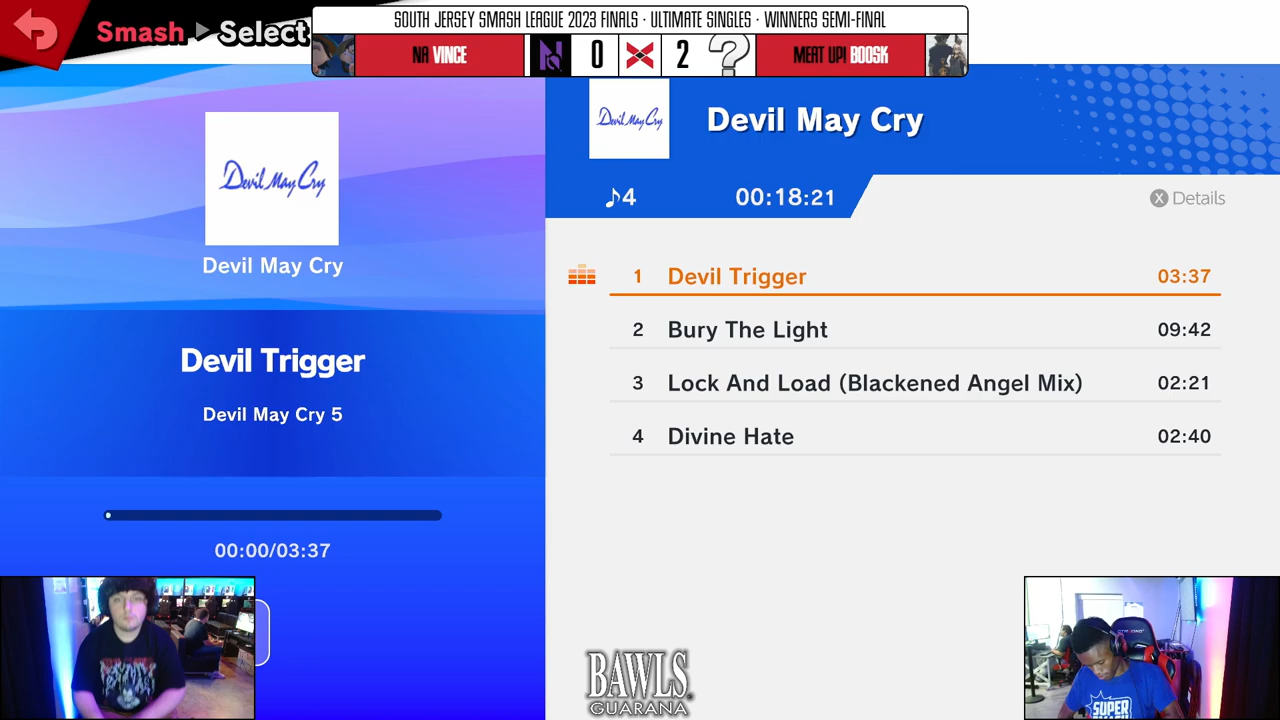 Smash ▶ Select
SOUTH JERSEY SMASH LEAGUE 2023 FINALS · ULTIMATE SINGLES · WINNERS SEMI-FINAL
NA VINCE
0
2
?
MEAT UP! BOOSK
Devil May Cry
Devil May Cry
Devil Trigger
Devil May Cry 5
00:00/03:37
Devil May Cry
Devil May Cry
♪4
00:18:21
X Details
1 Devil Trigger 03:37
2 Bury The Light 09:42
3 Lock And Load (Blackened Angel Mix) 02:21
4 Divine Hate 02:40
BAWLS
GUARANA
SUPER